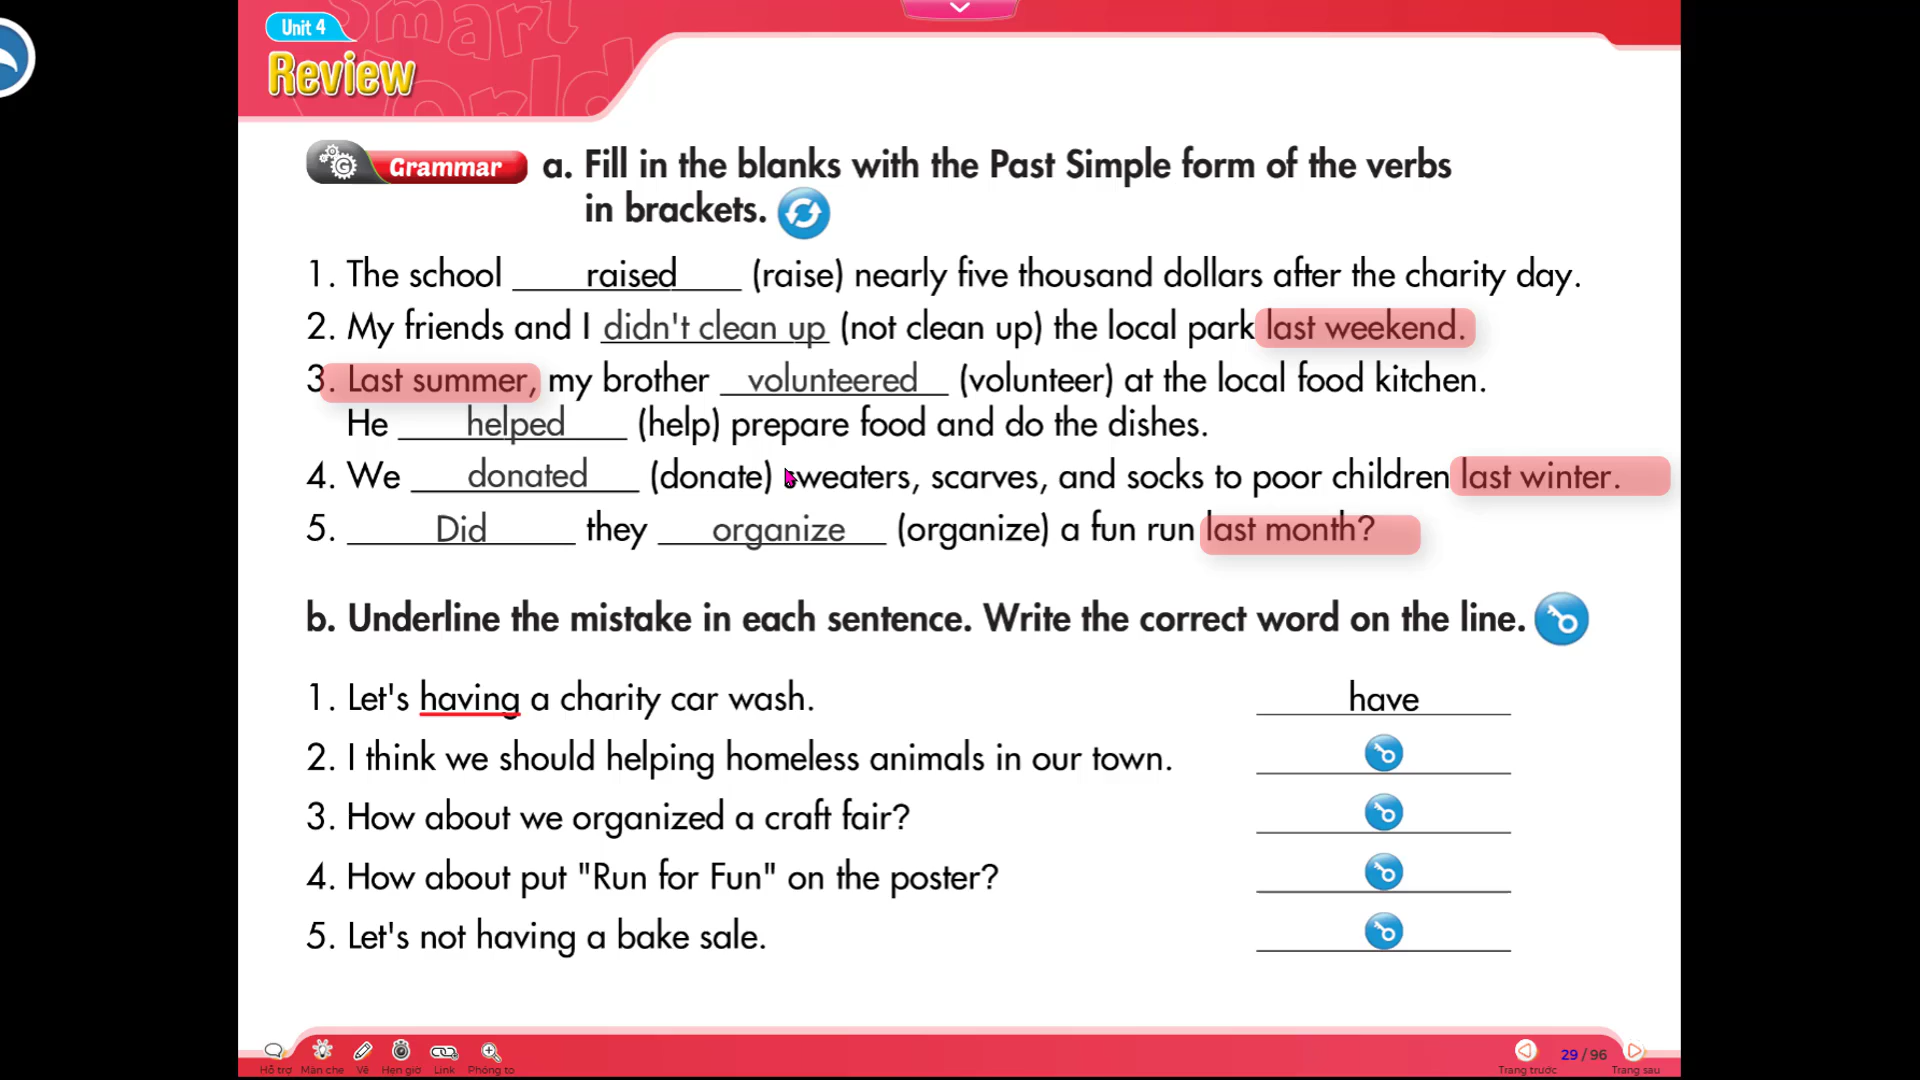 Unit 4
Review
Smart
World
Grammar a. Fill in the blanks with the Past Simple form of the verbs
in brackets.
1. The school raised (raise) nearly five thousand dollars after the charity day.
2. My friends and I didn't clean up (not clean up) the local park last weekend.
3. Last summer, my brother volunteered (volunteer) at the local food kitchen.
He helped (help) prepare food and do the dishes.
4. We donated (donate) sweaters, scarves, and socks to poor children last winter.
5. Did they organize (organize) a fun run last month?
b. Underline the mistake in each sentence. Write the correct word on the line.
1. Let's having a charity car wash. have
2. I think we should helping homeless animals in our town.
3. How about we organized a craft fair?
4. How about put "Run for Fun" on the poster?
5. Let's not having a bake sale.
29 / 96
Hỗ trợ Màn che Vẽ Hẹn giờ Link Phóng to Trang trước Trang sau